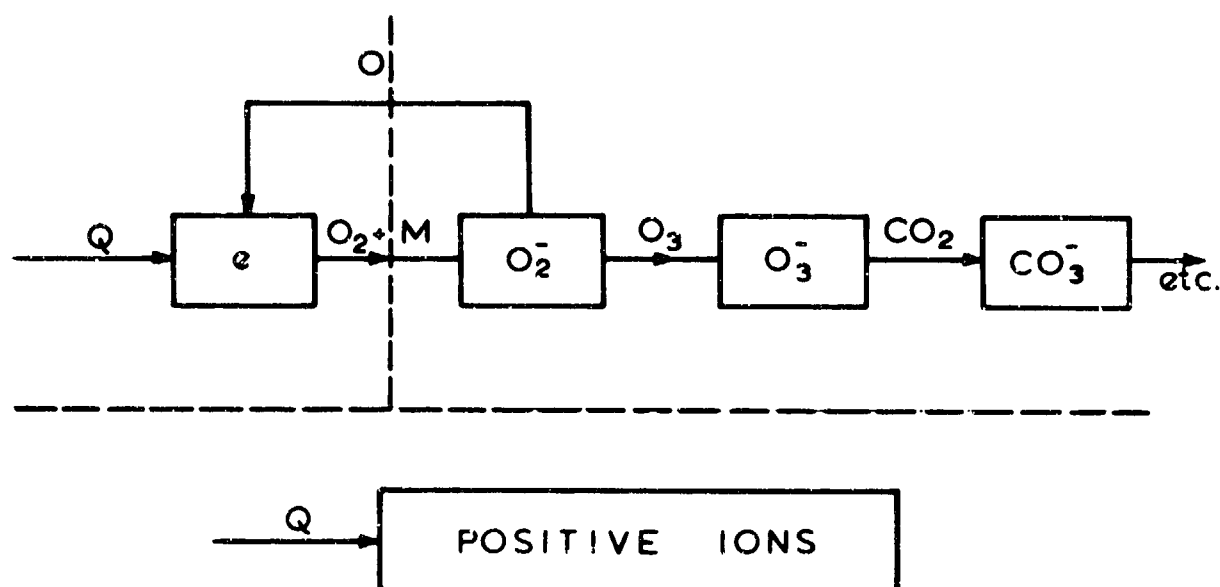 O
Q e O₂+ M O₂⁻ O₃ O₃⁻ CO₂ CO₃⁻ etc.
Q POSITIVE IONS